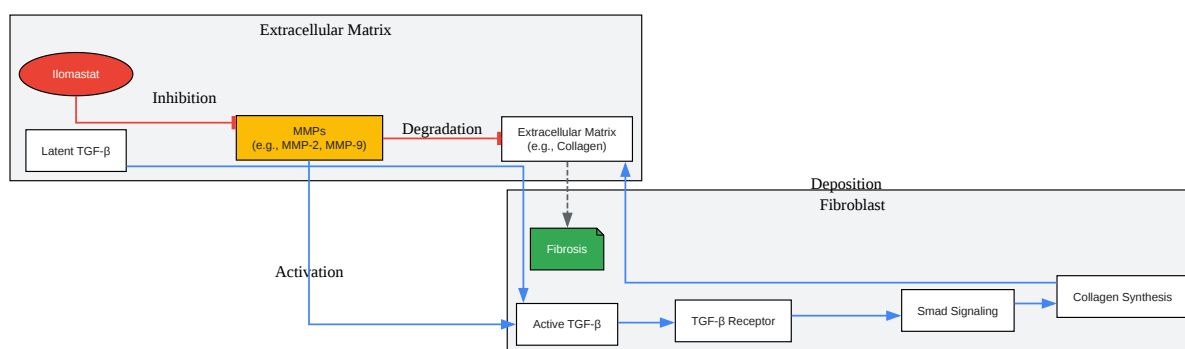 Extracellular Matrix
Ilomastat
Inhibition
MMPs
(e.g., MMP-2, MMP-9)
Degradation
Extracellular Matrix
(e.g., Collagen)
Latent TGF-β
Deposition
Fibroblast
Fibrosis
Activation
Active TGF-β
TGF-β Receptor
Smad Signaling
Collagen Synthesis